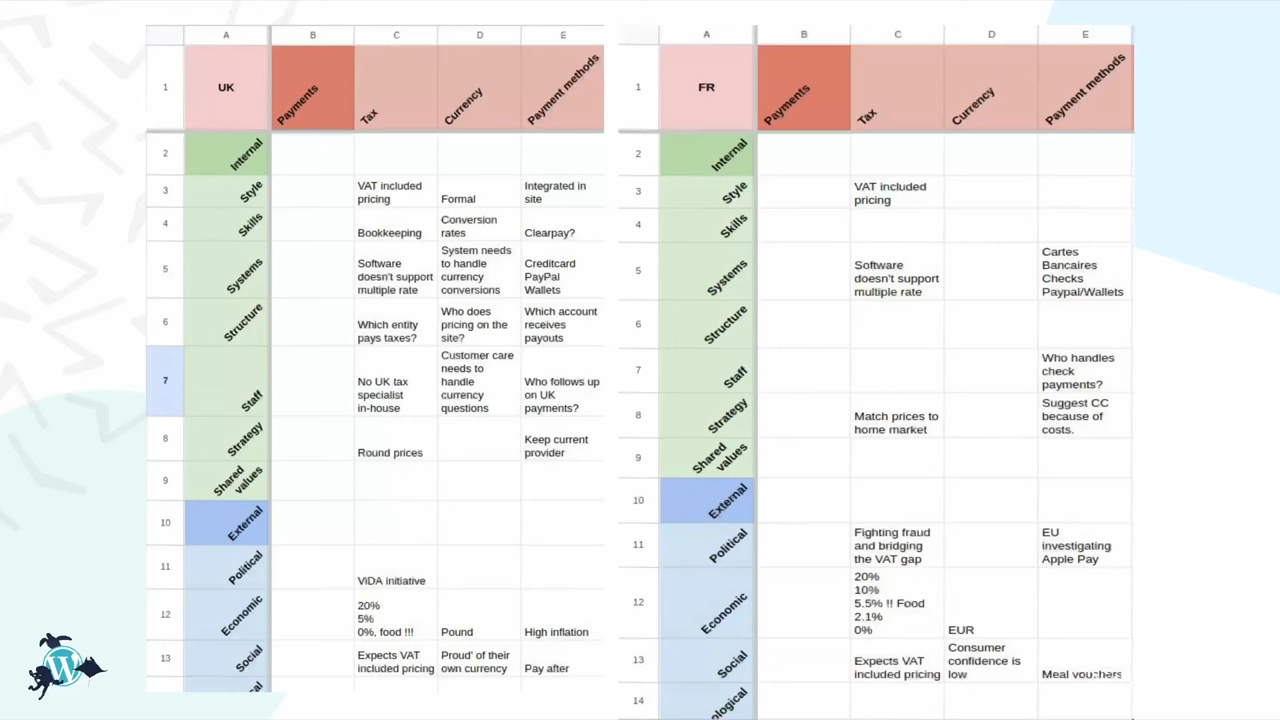 A B C D E
1 UK Payments Tax Currency Payment methods
2 Internal
3 Style VAT included pricing Formal Integrated in site
4 Skills Bookkeeping Conversion rates Clearpay?
5 Systems Software doesn't support multiple rate System needs to handle currency conversions Creditcard PayPal Wallets
6 Structure Which entity pays taxes? Who does pricing on the site? Which account receives payouts
7 Staff No UK tax specialist in-house Customer care needs to handle currency questions Who follows up on UK payments?
8 Strategy Round prices Keep current provider
9 Shared values
10 External
11 Political ViDA initiative
12 Economic 20% 5% 0%, food !!! Pound High inflation
13 Social Expects VAT included pricing Proud' of their own currency Pay after
A B C D E
1 FR Payments Tax Currency Payment methods
2 Internal
3 Style VAT included pricing
4 Skills
5 Systems Software doesn't support multiple rate Cartes Bancaires Checks Paypal/Wallets
6 Structure
7 Staff Who handles check payments?
8 Strategy Match prices to home market Suggest CC because of costs.
9 Shared values
10 External
11 Political Fighting fraud and bridging the VAT gap EU investigating Apple Pay
12 Economic 20% 10% 5.5% !! Food 2.1% 0% EUR
13 Social Expects VAT included pricing Consumer confidence is low Meal vouchers
14